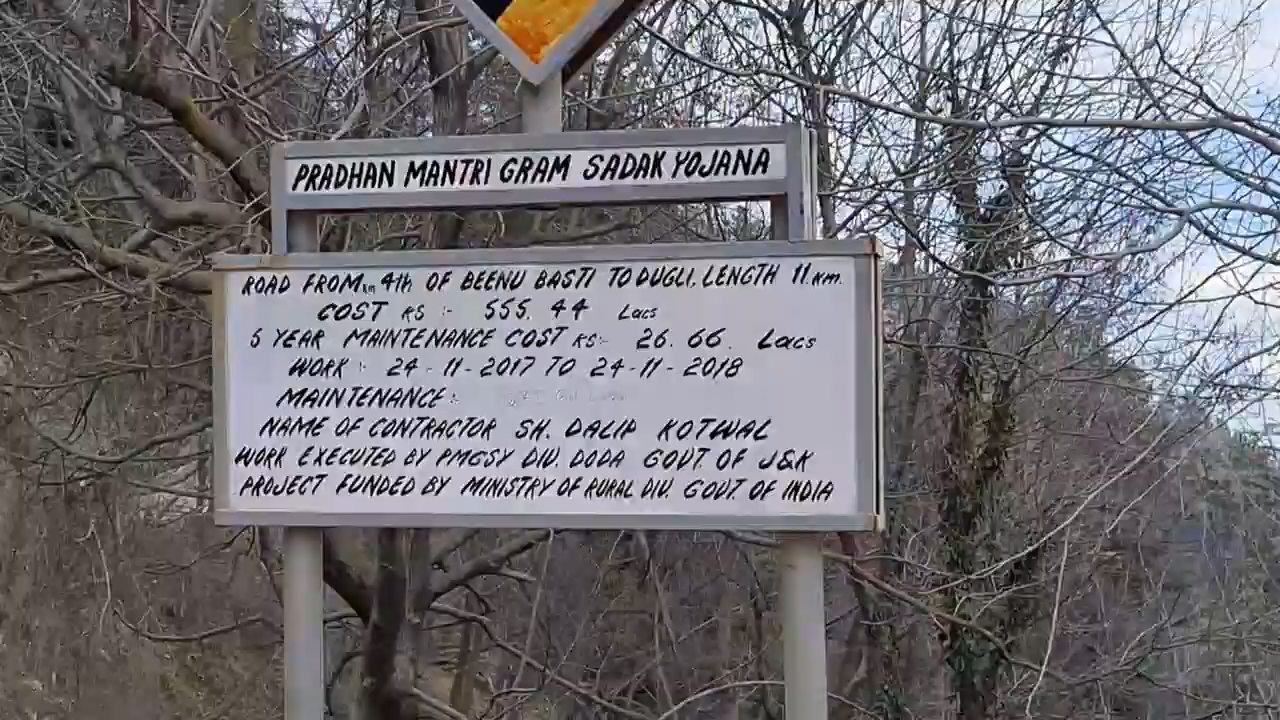 PRADHAN MANTRI GRAM SADAK YOJANA
ROAD FROM km 4th OF BEENU BASTI TO DUGLI, LENGTH 11 km.
COST RS :- 555. 44 Lacs
5 YEAR MAINTENANCE COST RS:- 26. 66. Lacs
WORK :- 24-11-2017 TO 24-11-2018
MAINTENANCE:
NAME OF CONTRACTOR SH. DALIP KOTWAL
WORK EXECUTED BY PMGSY DIV. DODA GOVT. OF J&K
PROJECT FUNDED BY MINISTRY OF RURAL DIV. GOVT. OF INDIA